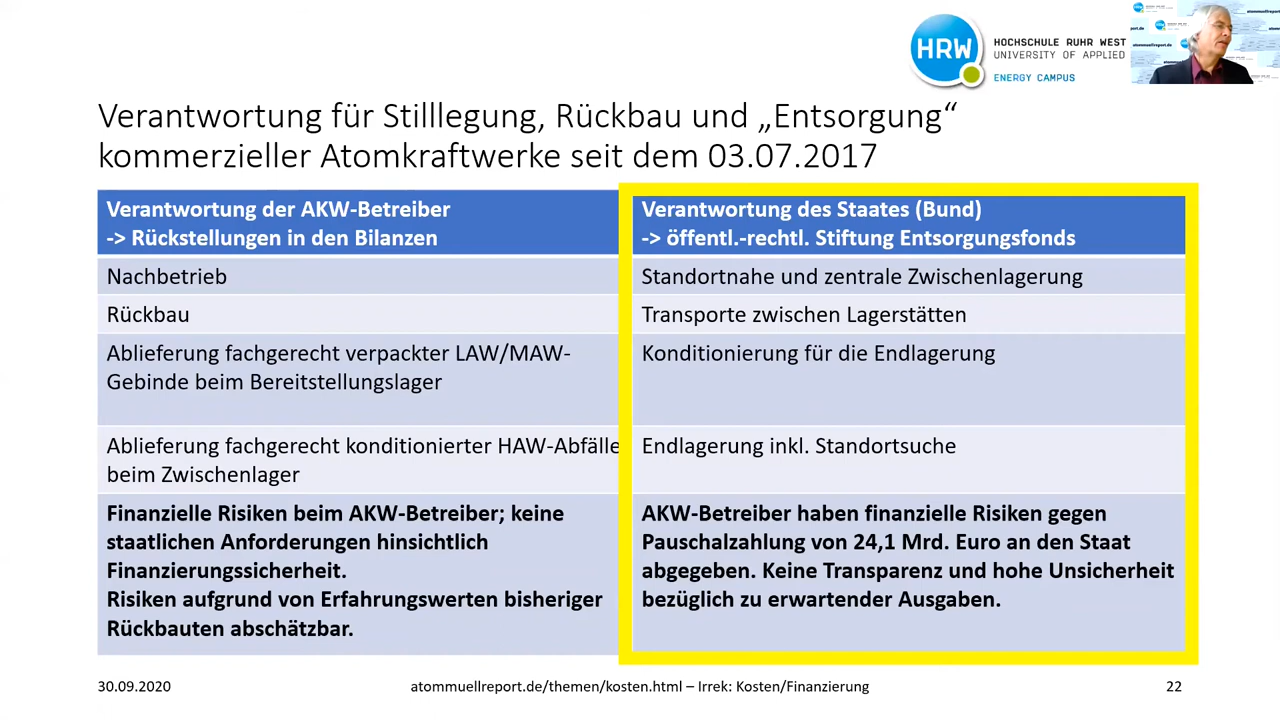 HRW
HOCHSCHULE RUHR WEST
UNIVERSITY OF APPLIED
ENERGY CAMPUS
Verantwortung für Stilllegung, Rückbau und „Entsorgung“
kommerzieller Atomkraftwerke seit dem 03.07.2017
Verantwortung der AKW-Betreiber
-> Rückstellungen in den Bilanzen
Verantwortung des Staates (Bund)
-> öffentl.-rechtl. Stiftung Entsorgungsfonds
Nachbetrieb
Standortnahe und zentrale Zwischenlagerung
Rückbau
Transporte zwischen Lagerstätten
Ablieferung fachgerecht verpackter LAW/MAW-
Gebinde beim Bereitstellungslager
Konditionierung für die Endlagerung
Ablieferung fachgerecht konditionierter HAW-Abfälle
beim Zwischenlager
Endlagerung inkl. Standortsuche
Finanzielle Risiken beim AKW-Betreiber; keine
staatlichen Anforderungen hinsichtlich
Finanzierungssicherheit.
Risiken aufgrund von Erfahrungswerten bisheriger
Rückbauten abschätzbar.
AKW-Betreiber haben finanzielle Risiken gegen
Pauschalzahlung von 24,1 Mrd. Euro an den Staat
abgegeben. Keine Transparenz und hohe Unsicherheit
bezüglich zu erwartender Ausgaben.
30.09.2020
atommuellreport.de/themen/kosten.html – Irrek: Kosten/Finanzierung
22